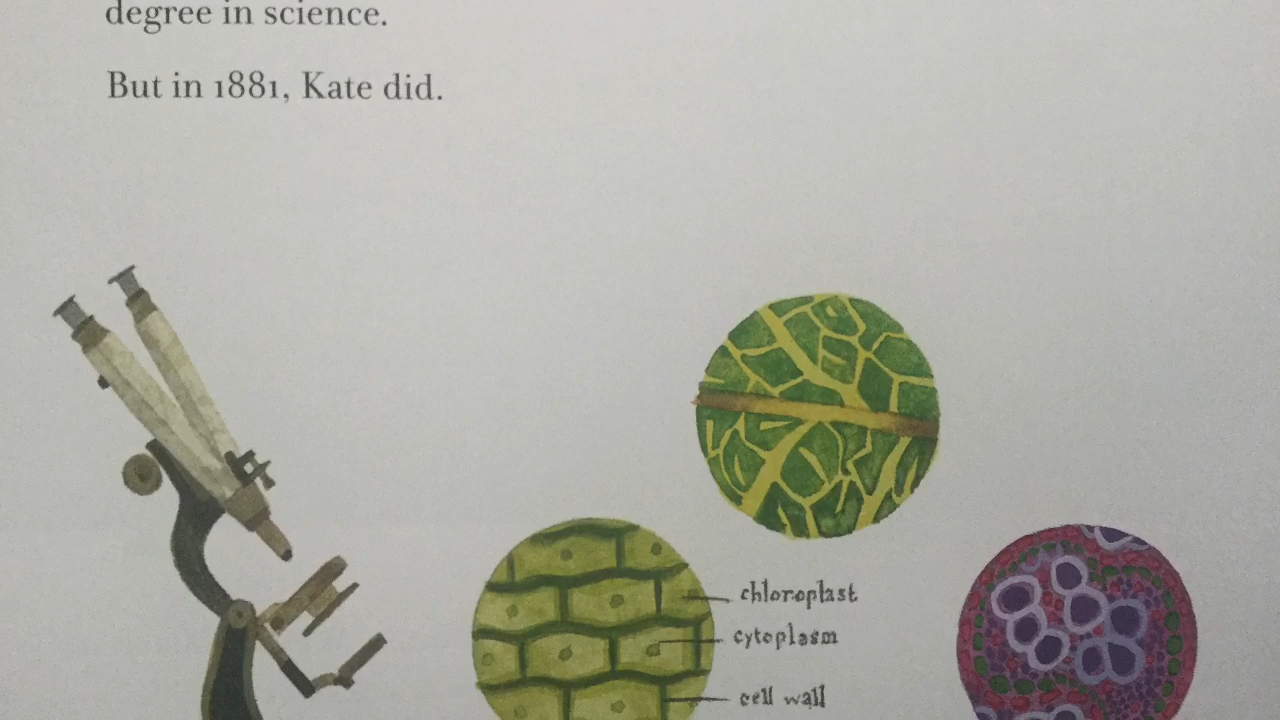 degree in science.
But in 1881, Kate did.
chloroplast
cytoplasm
cell wall